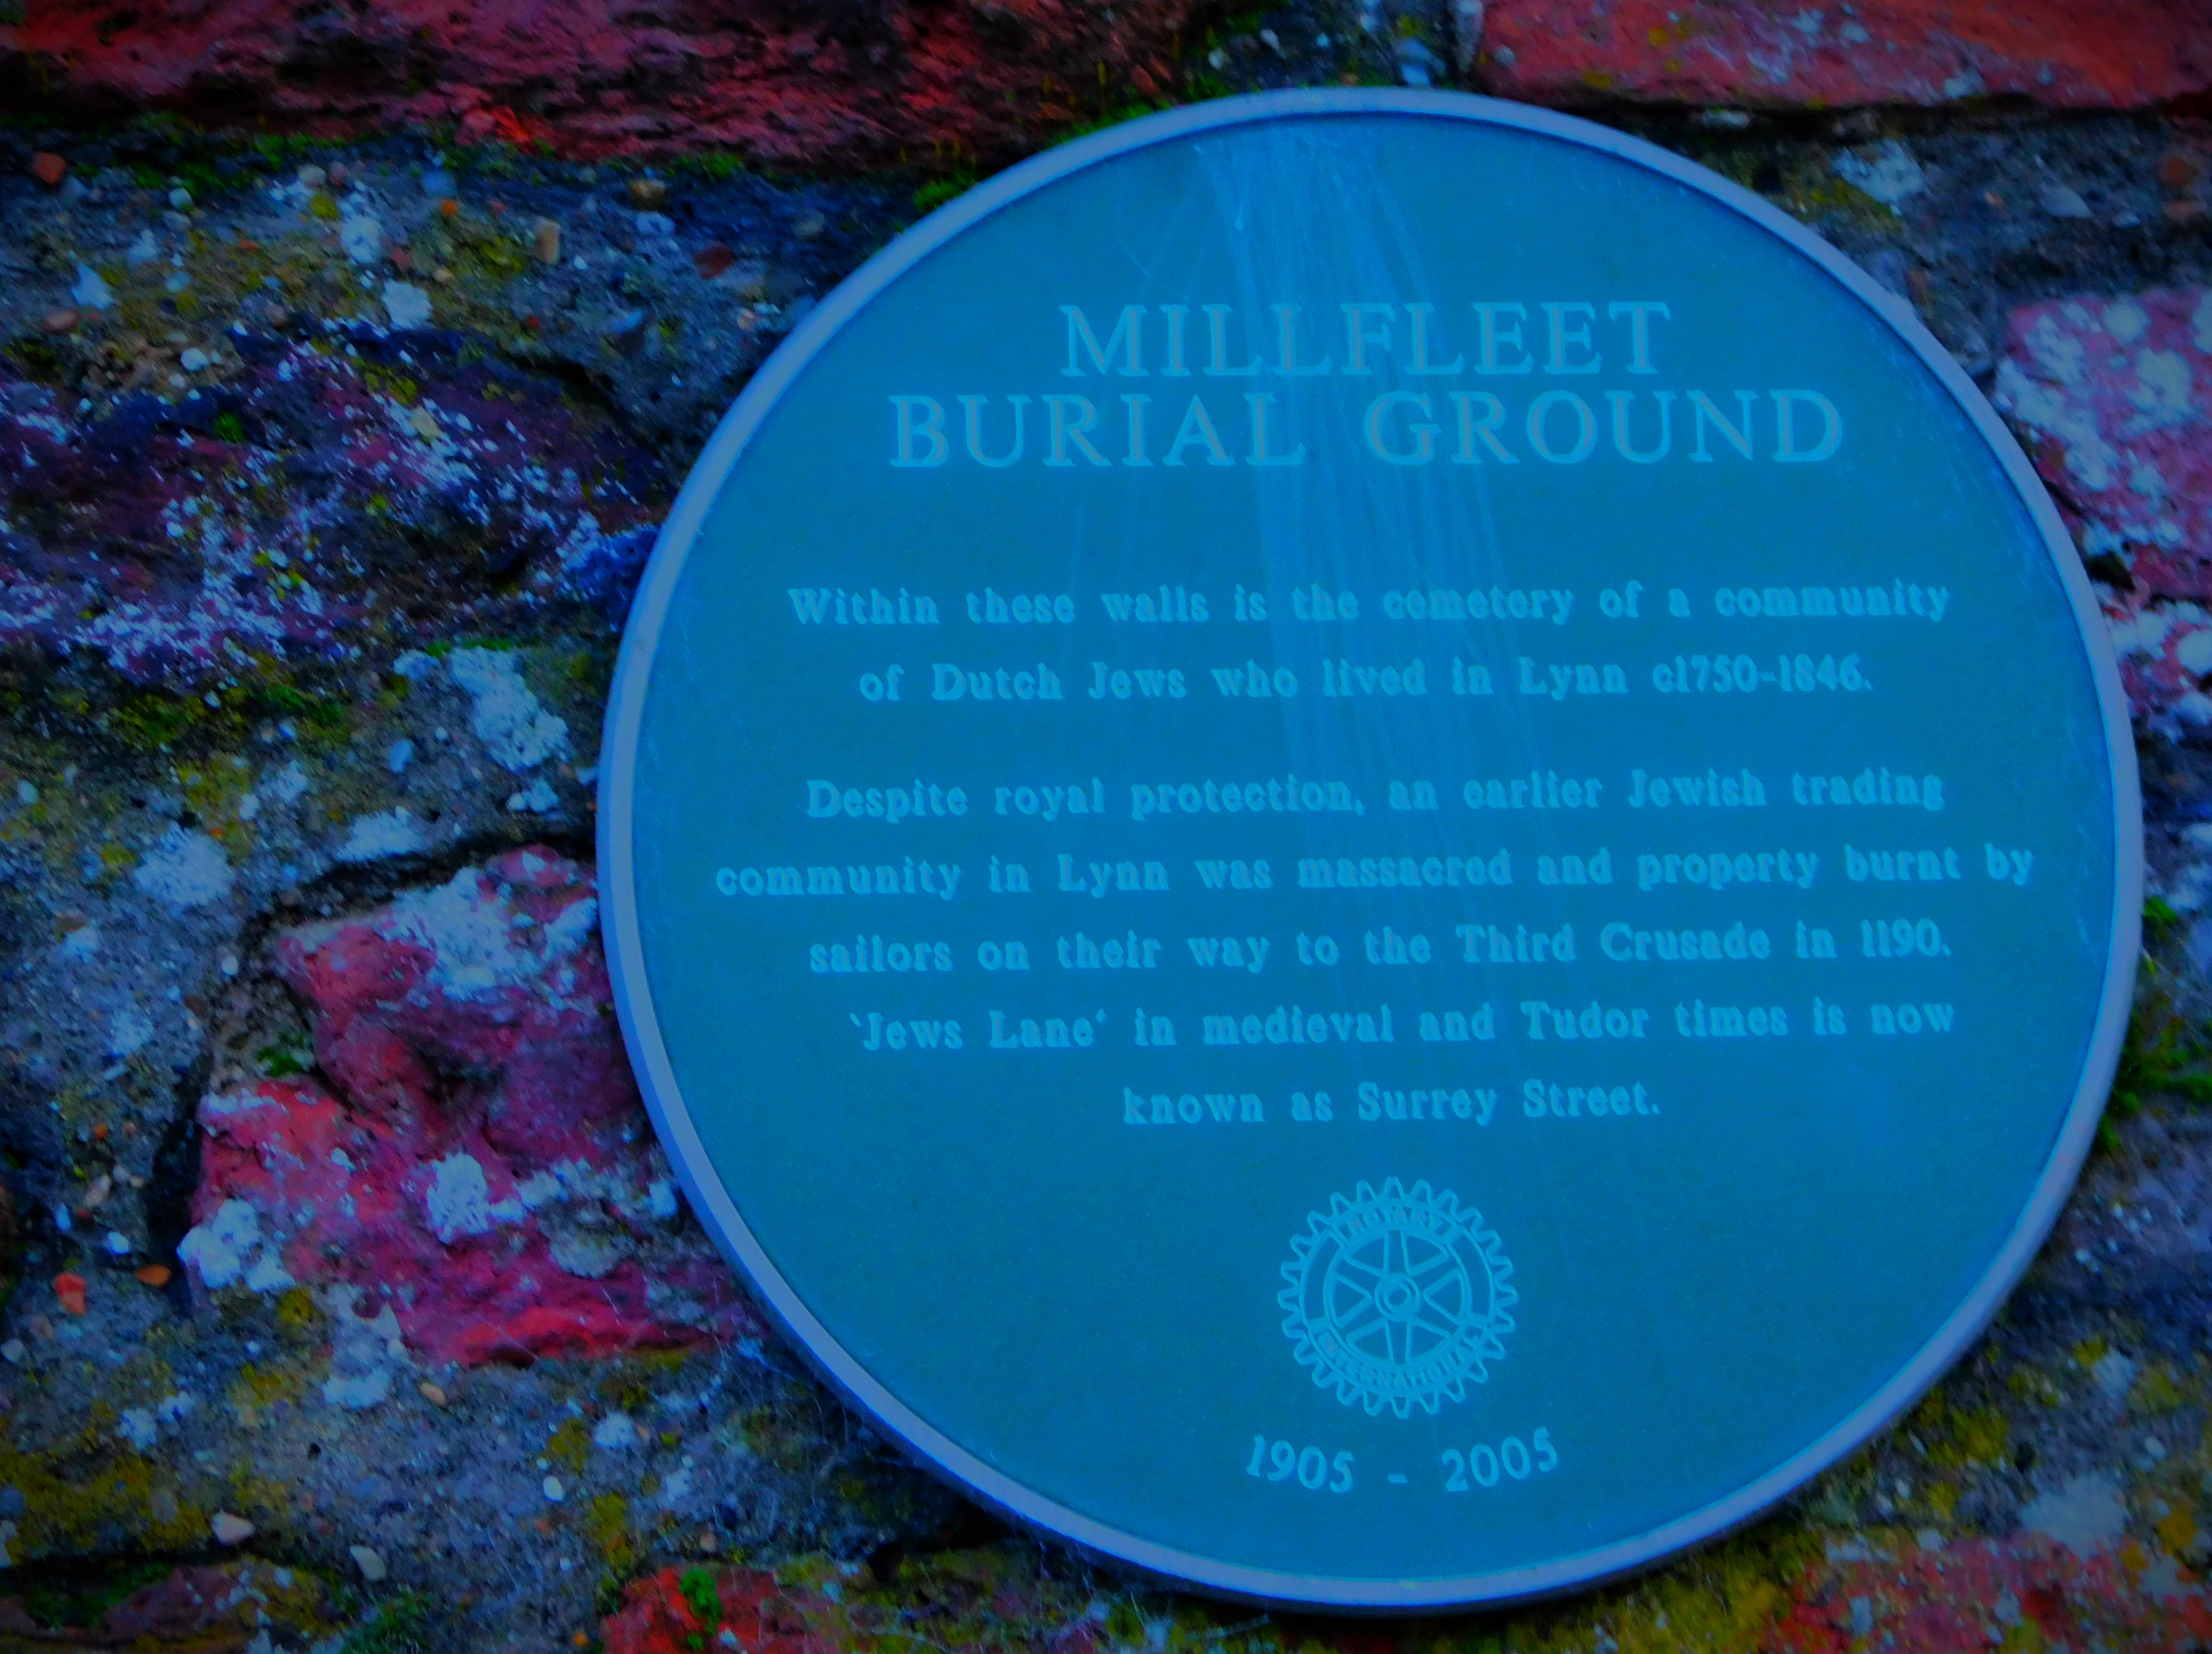 MILLFLEET
BURIAL GROUND
Within these walls is the cemetery of a community
of Dutch Jews who lived in Lynn c1750-1846.
Despite royal protection, an earlier Jewish trading
community in Lynn was massacred and property burnt by
sailors on their way to the Third Crusade in 1190.
‛Jews Lane‛ in medieval and Tudor times is now
known as Surrey Street.
ROTARY
INTERNATIONAL
1905 - 2005